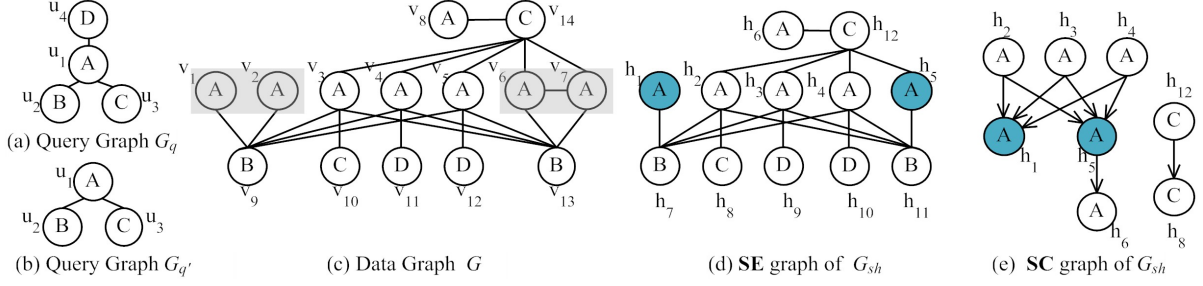 u4 D
u1 A
u2 B C u3
(a) Query Graph Gq
u1 A
u2 B C u3
(b) Query Graph Gq'
v8 A C v14
v1 v2 v3 v4 v5 v6 v7
A A A A A A A
B C D D B
v9 v10 v11 v12 v13
(c) Data Graph G
h6 A C h12
h1 h2 h3 h4 h5
A A A A A
B C D D B
h7 h8 h9 h10 h11
(d) SE graph of Gsh
h2 h3 h4
A A A
h12
C
A A
h1 h5
A C
h6 h8
(e) SC graph of Gsh